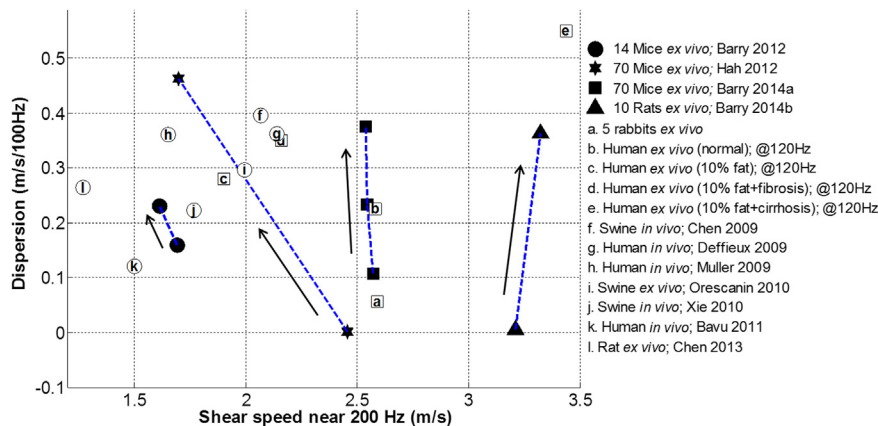 Dispersion (m/s/100Hz)
0.5
0.4
0.3
0.2
0.1
0
-0.1
1.5
2
2.5
3
3.5
Shear speed near 200 Hz (m/s)
e
f
h
g
d
i
c
l
j
b
k
a
14 Mice ex vivo; Barry 2012
70 Mice ex vivo; Hah 2012
70 Mice ex vivo; Barry 2014a
10 Rats ex vivo; Barry 2014b
a. 5 rabbits ex vivo
b. Human ex vivo (normal); @120Hz
c. Human ex vivo (10% fat); @120Hz
d. Human ex vivo (10% fat+fibrosis); @120Hz
e. Human ex vivo (10% fat+cirrhosis); @120Hz
f. Swine in vivo; Chen 2009
g. Human in vivo; Deffieux 2009
h. Human in vivo; Muller 2009
i. Swine ex vivo; Orescanin 2010
j. Swine in vivo; Xie 2010
k. Human in vivo; Bavu 2011
l. Rat ex vivo; Chen 2013